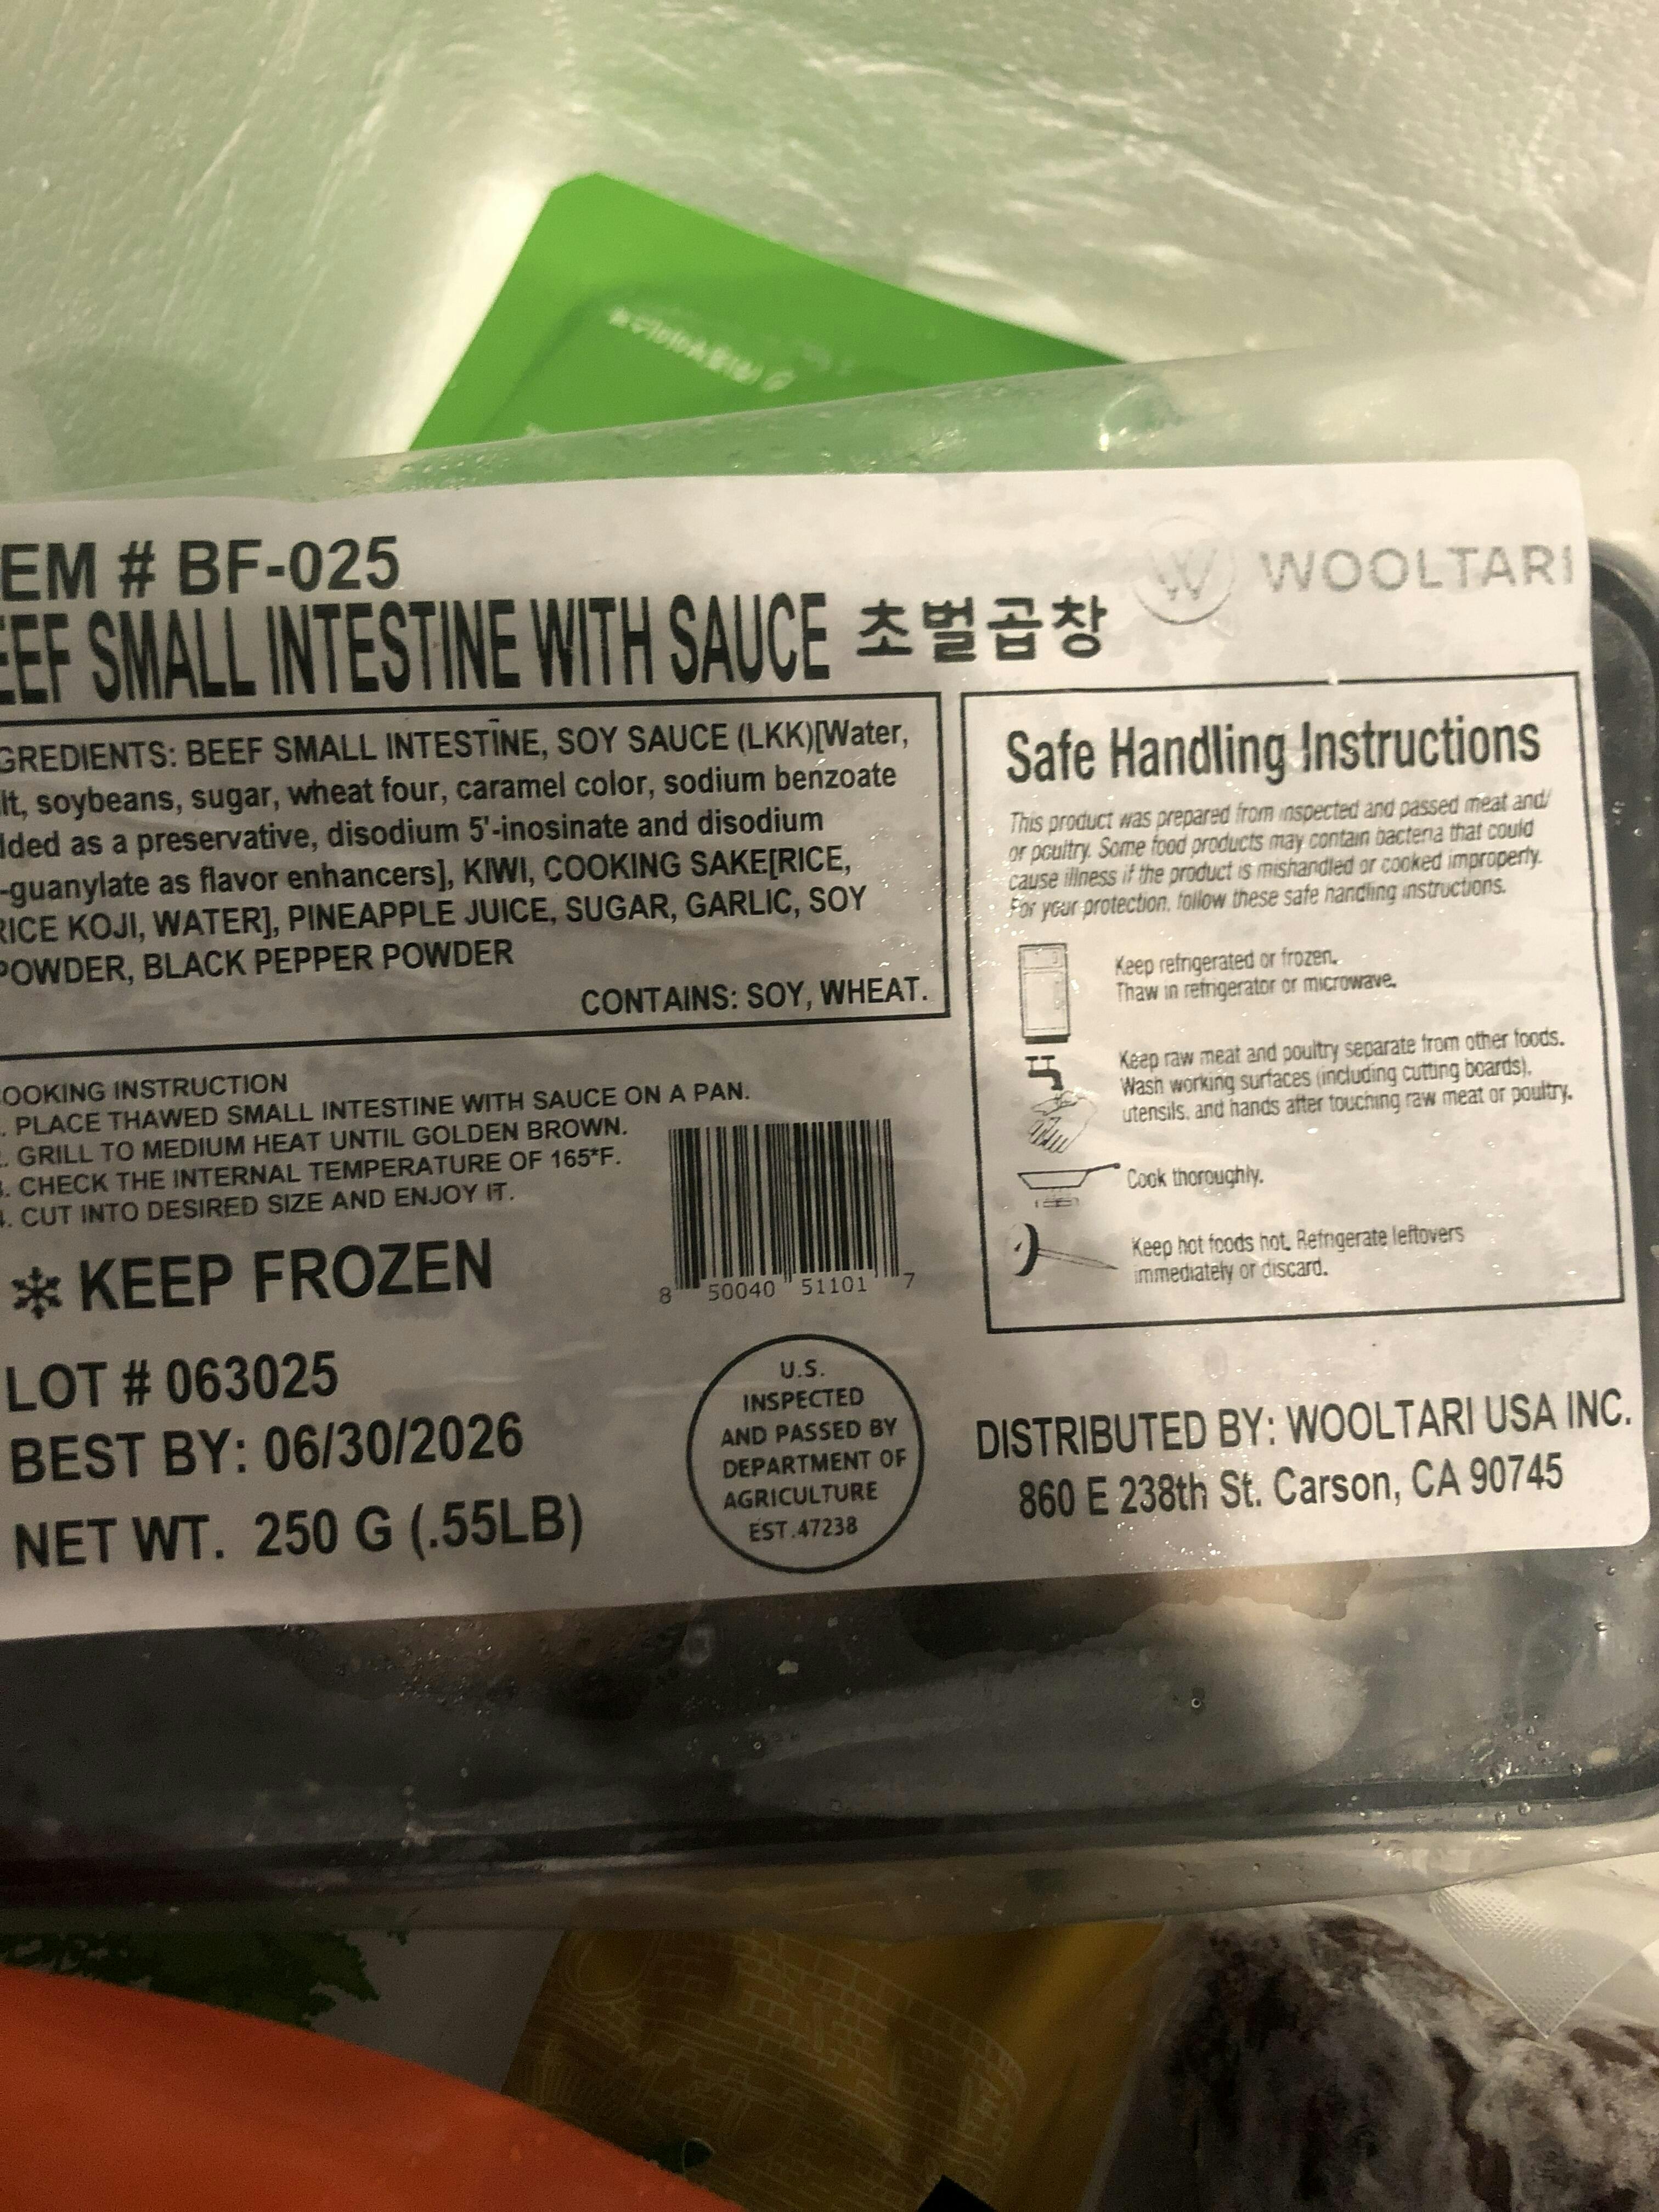 EM # BF-025
WOOLTARI
EEF SMALL INTESTINE WITH SAUCE 초벌곱창
GREDIENTS: BEEF SMALL INTESTINE, SOY SAUCE (LKK)[Water,
lt, soybeans, sugar, wheat four, caramel color, sodium benzoate
dded as a preservative, disodium 5'-inosinate and disodium
-guanylate as flavor enhancers], KIWI, COOKING SAKE[RICE,
RICE KOJI, WATER], PINEAPPLE JUICE, SUGAR, GARLIC, SOY
POWDER, BLACK PEPPER POWDER
CONTAINS: SOY, WHEAT.
OOKING INSTRUCTION
. PLACE THAWED SMALL INTESTINE WITH SAUCE ON A PAN.
. GRILL TO MEDIUM HEAT UNTIL GOLDEN BROWN.
3. CHECK THE INTERNAL TEMPERATURE OF 165*F.
4. CUT INTO DESIRED SIZE AND ENJOY IT.
KEEP FROZEN
8 50040 51101 7
LOT # 063025
BEST BY: 06/30/2026
NET WT. 250 G (.55LB)
U.S.
INSPECTED
AND PASSED BY
DEPARTMENT OF
AGRICULTURE
EST.47238
Safe Handling Instructions
This product was prepared from inspected and passed meat and/
or poultry. Some food products may contain bacteria that could
cause illness if the product is mishandled or cooked improperly.
For your protection, follow these safe handling instructions.
Keep refrigerated or frozen.
Thaw in refrigerator or microwave.
Keep raw meat and poultry separate from other foods.
Wash working surfaces (including cutting boards),
utensils, and hands after touching raw meat or poultry.
Cook thoroughly.
Keep hot foods hot. Refrigerate leftovers
immediately or discard.
DISTRIBUTED BY: WOOLTARI USA INC.
860 E 238th St. Carson, CA 90745